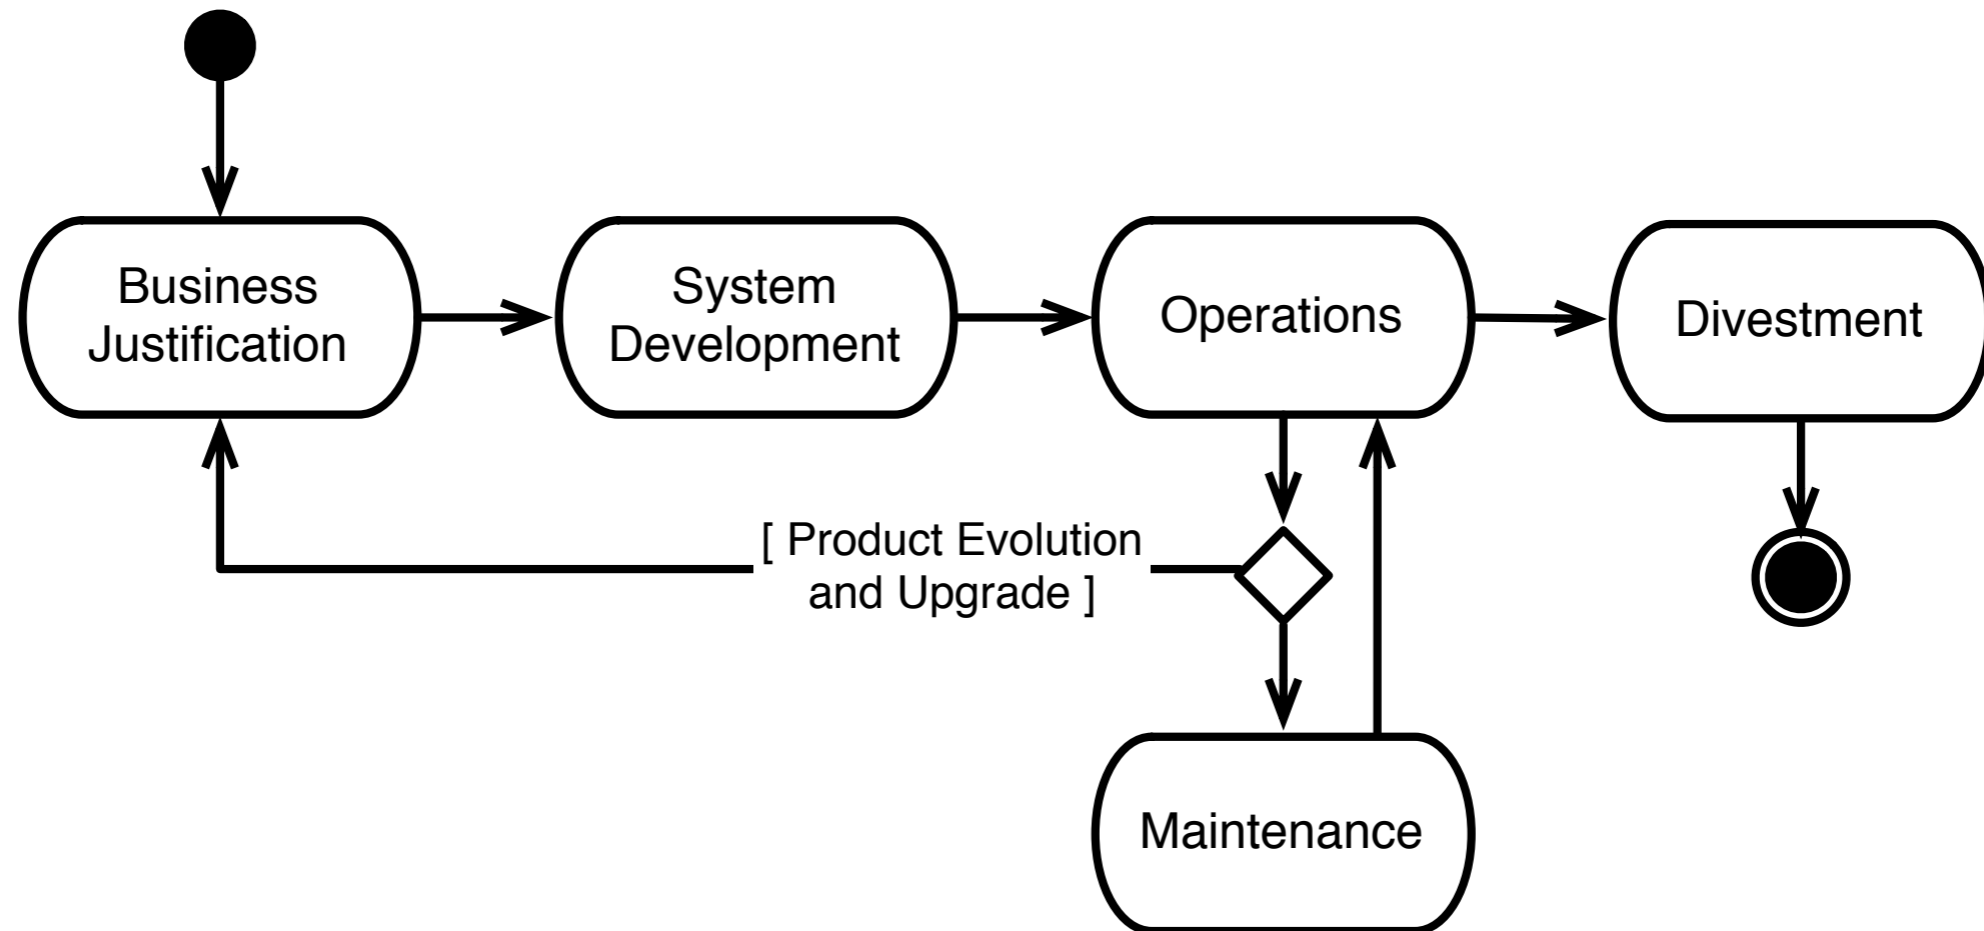 Business
Justification
System
Development
Operations
Divestment
[ Product Evolution
and Upgrade ]
Maintenance